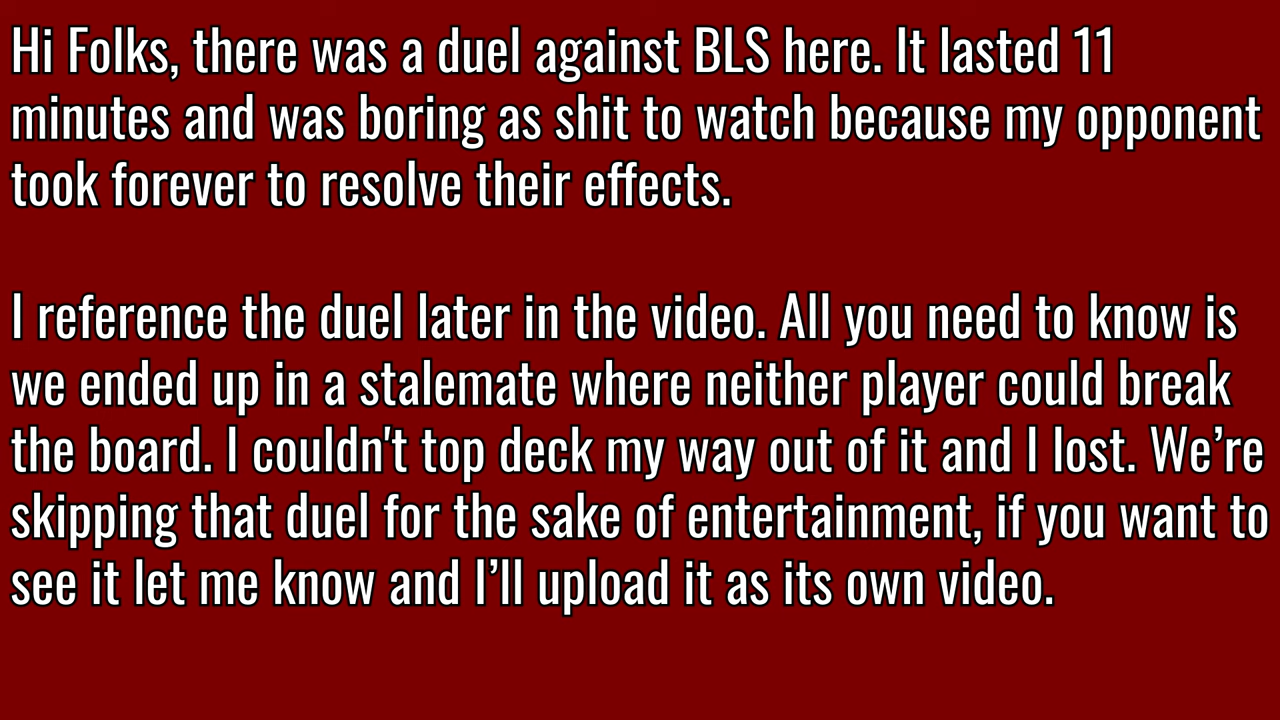 Hi Folks, there was a duel against BLS here. It lasted 11
minutes and was boring as shit to watch because my opponent
took forever to resolve their effects.
I reference the duel later in the video. All you need to know is
we ended up in a stalemate where neither player could break
the board. I couldn't top deck my way out of it and I lost. We’re
skipping that duel for the sake of entertainment, if you want to
see it let me know and I’ll upload it as its own video.